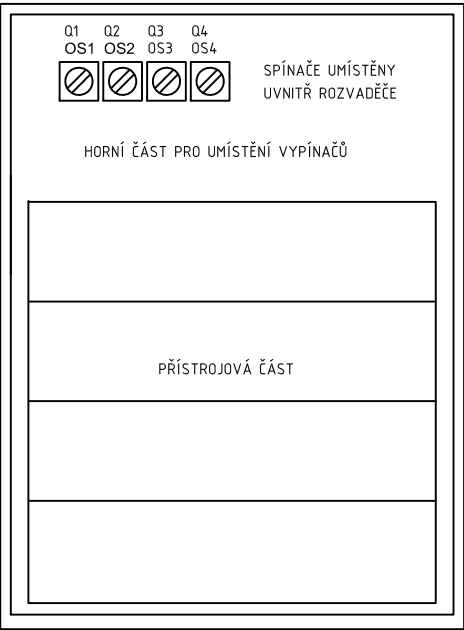 Q1 Q2 Q3 Q4
OS1 OS2 OS3 OS4
SPÍNAČE UMÍSTĚNY
UVNITŘ ROZVADĚČE
HORNÍ ČÁST PRO UMÍSTĚNÍ VYPÍNAČŮ
PŘÍSTROJOVÁ ČÁST